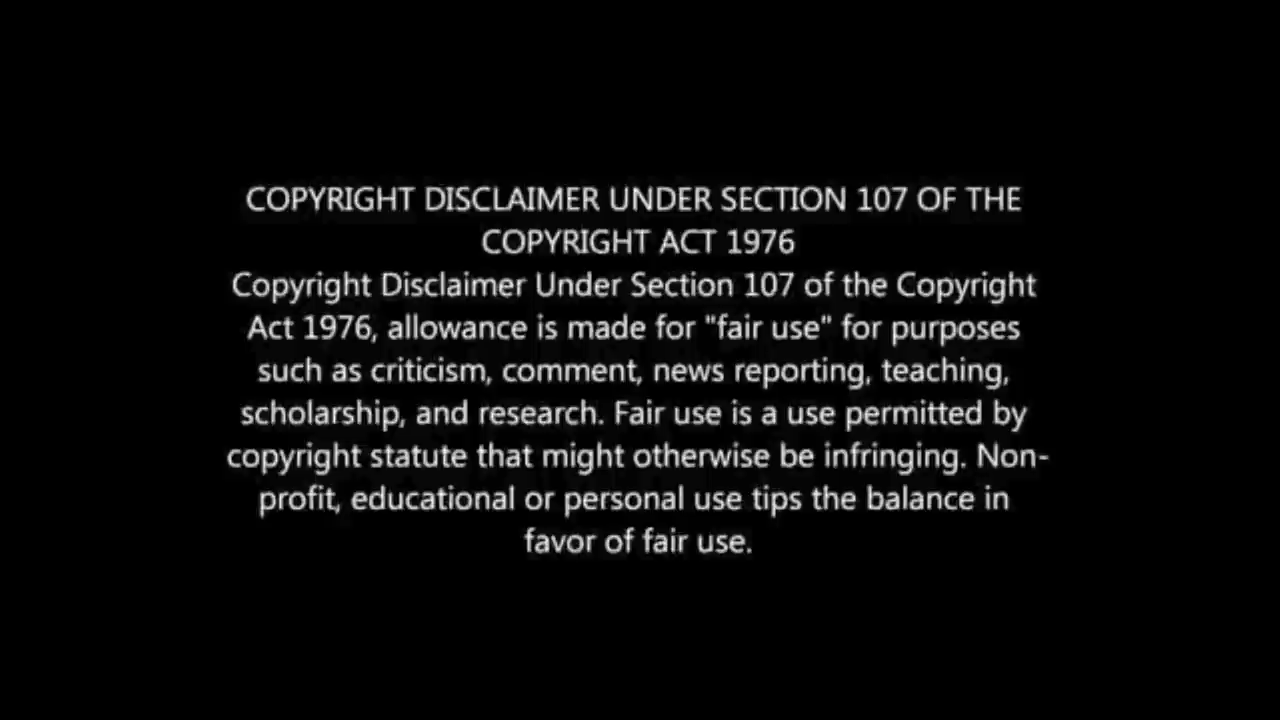 COPYRIGHT DISCLAIMER UNDER SECTION 107 OF THE
COPYRIGHT ACT 1976
Copyright Disclaimer Under Section 107 of the Copyright
Act 1976, allowance is made for "fair use" for purposes
such as criticism, comment, news reporting, teaching,
scholarship, and research. Fair use is a use permitted by
copyright statute that might otherwise be infringing. Non-
profit, educational or personal use tips the balance in
favor of fair use.